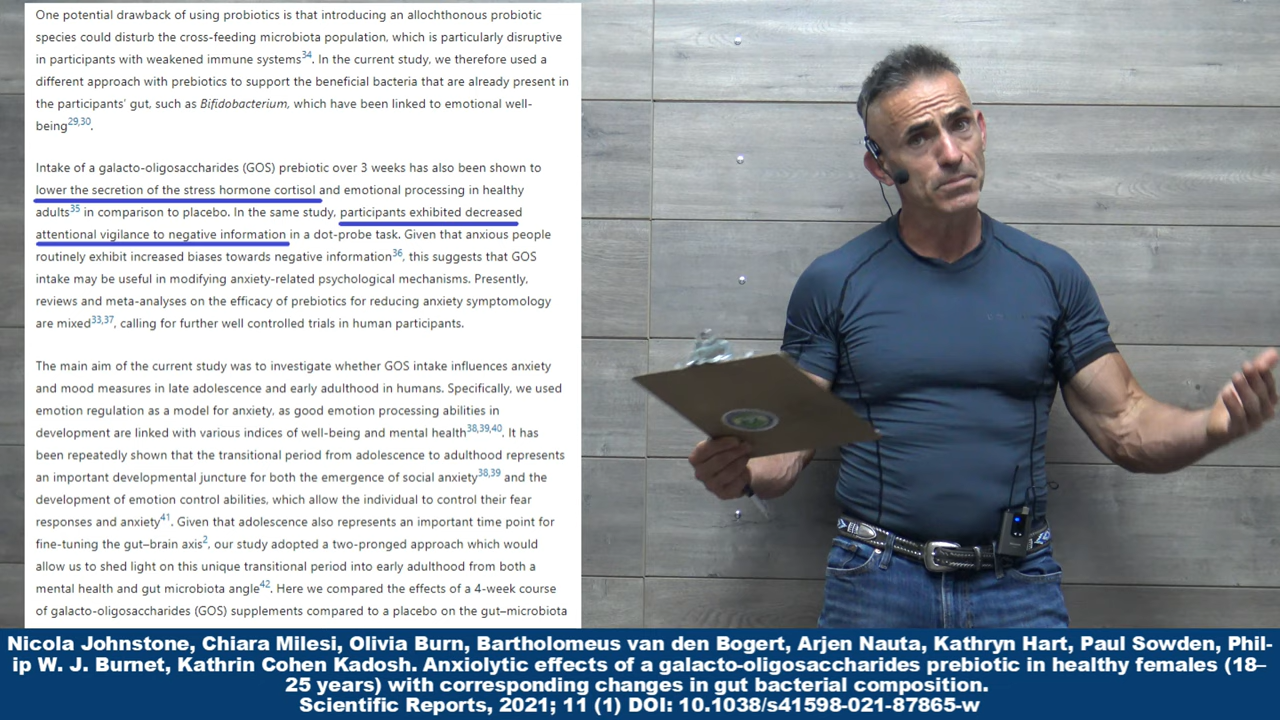 One potential drawback of using probiotics is that introducing an allochthonous probiotic
species could disturb the cross-feeding microbiota population, which is particularly disruptive
in participants with weakened immune systems34. In the current study, we therefore used a
different approach with prebiotics to support the beneficial bacteria that are already present in
the participants' gut, such as Bifidobacterium, which have been linked to emotional well-
being29,30.
Intake of a galacto-oligosaccharides (GOS) prebiotic over 3 weeks has also been shown to
lower the secretion of the stress hormone cortisol and emotional processing in healthy
adults35 in comparison to placebo. In the same study, participants exhibited decreased
attentional vigilance to negative information in a dot-probe task. Given that anxious people
routinely exhibit increased biases towards negative information36, this suggests that GOS
intake may be useful in modifying anxiety-related psychological mechanisms. Presently,
reviews and meta-analyses on the efficacy of prebiotics for reducing anxiety symptomology
are mixed33,37, calling for further well controlled trials in human participants.
The main aim of the current study was to investigate whether GOS intake influences anxiety
and mood measures in late adolescence and early adulthood in humans. Specifically, we used
emotion regulation as a model for anxiety, as good emotion processing abilities in
development are linked with various indices of well-being and mental health38,39,40. It has
been repeatedly shown that the transitional period from adolescence to adulthood represents
an important developmental juncture for both the emergence of social anxiety38,39 and the
development of emotion control abilities, which allow the individual to control their fear
responses and anxiety41. Given that adolescence also represents an important time point for
fine-tuning the gut–brain axis2, our study adopted a two-pronged approach which would
allow us to shed light on this unique transitional period into early adulthood from both a
mental health and gut microbiota angle42. Here we compared the effects of a 4-week course
of galacto-oligosaccharides (GOS) supplements compared to a placebo on the gut–microbiota
Nicola Johnstone, Chiara Milesi, Olivia Burn, Bartholomeus van den Bogert, Arjen Nauta, Kathryn Hart, Paul Sowden, Phil-
ip W. J. Burnet, Kathrin Cohen Kadosh. Anxiolytic effects of a galacto-oligosaccharides prebiotic in healthy females (18–
25 years) with corresponding changes in gut bacterial composition.
Scientific Reports, 2021; 11 (1) DOI: 10.1038/s41598-021-87865-w